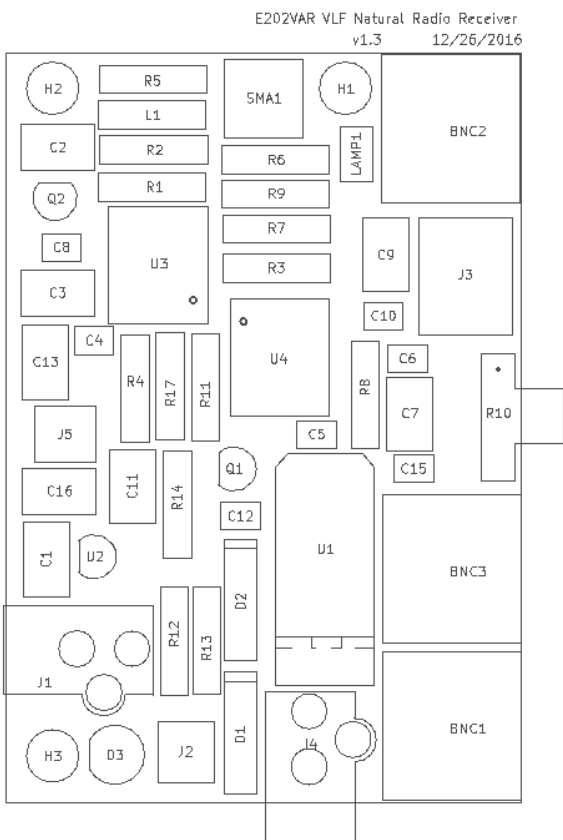 E202VAR VLF Natural Radio Receiver
v1.3 12/26/2016
H2
R5
SMA1
H1
BNC2
L1
C2
R2
LAMP1
R6
R1
R9
Q2
R7
C8
U3
C9
J3
R3
C3
C10
C4
U4
C13
C6
R4
R17
R11
R8
C7
R10
J5
C5
Q1
C15
C16
C11
R14
C12
C1
U2
U1
BNC3
D2
R12
R13
J1
BNC1
D1
J4
H3
D3
J2